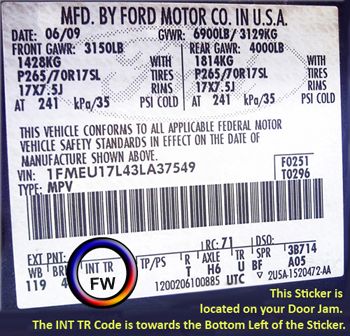 MFD. BY FORD MOTOR CO. IN U.S.A.
DATE: 06/09 GVWR: 6900LB/ 3129KG
FRONT GAWR: 3150LB REAR GAWR: 4000LB
1428KG WITH 1814KG WITH
P265/70R17SL TIRES P265/70R17SL TIRES
17X7.5J RIMS 17X7.5J RIMS
AT 241 kPa/35 PSI COLD AT 241 kPa/35 PSI COLD
THIS VEHICLE CONFORMS TO ALL APPLICABLE FEDERAL MOTOR
VEHICLE SAFETY STANDARDS IN EFFECT ON THE DATE OF
MANUFACTURE SHOWN ABOVE.
VIN: 1FMEU17L43LA37549 F0251
TYPE: MPV T0296
EXT PNT: RC: 71 DSO:
WB INT TR TP/PS R AXLE TR SPR 3B714
119 FW T H6 U BF A05
1200206100885 UTC 2USA-1520472-AA
This Sticker is
located on your Door Jam.
The INT TR Code is towards the Bottom Left of the Sticker.